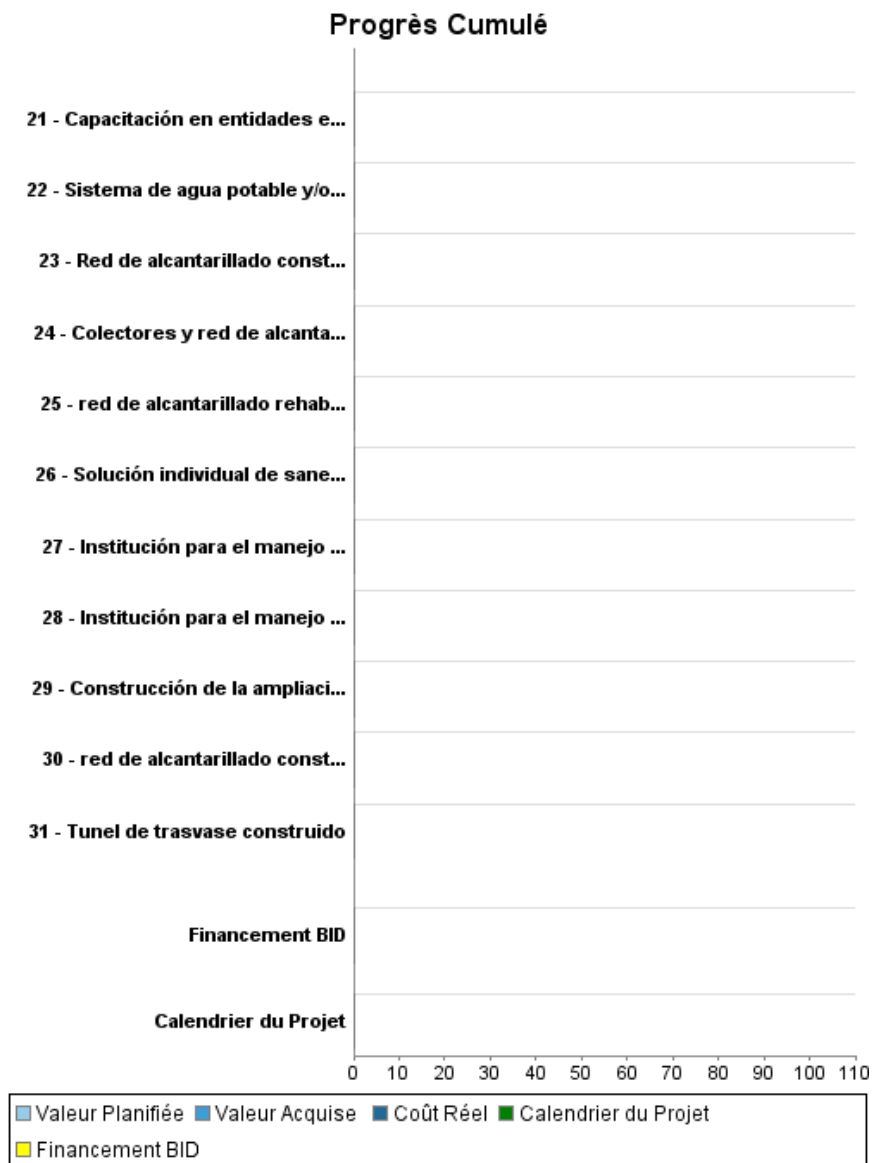 Progrès Cumulé
21 - Capacitación en entidades e...
22 - Sistema de agua potable y/o...
23 - Red de alcantarillado const...
24 - Colectores y red de alcanta...
25 - red de alcantarillado rehab...
26 - Solución individual de sane...
27 - Institución para el manejo ...
28 - Institución para el manejo ...
29 - Construcción de la ampliaci...
30 - red de alcantarillado const...
31 - Tunel de trasvase construido
Financement BID
Calendrier du Projet
0 10 20 30 40 50 60 70 80 90 100 110
Valeur Planifiée Valeur Acquise Coût Réel Calendrier du Projet
Financement BID